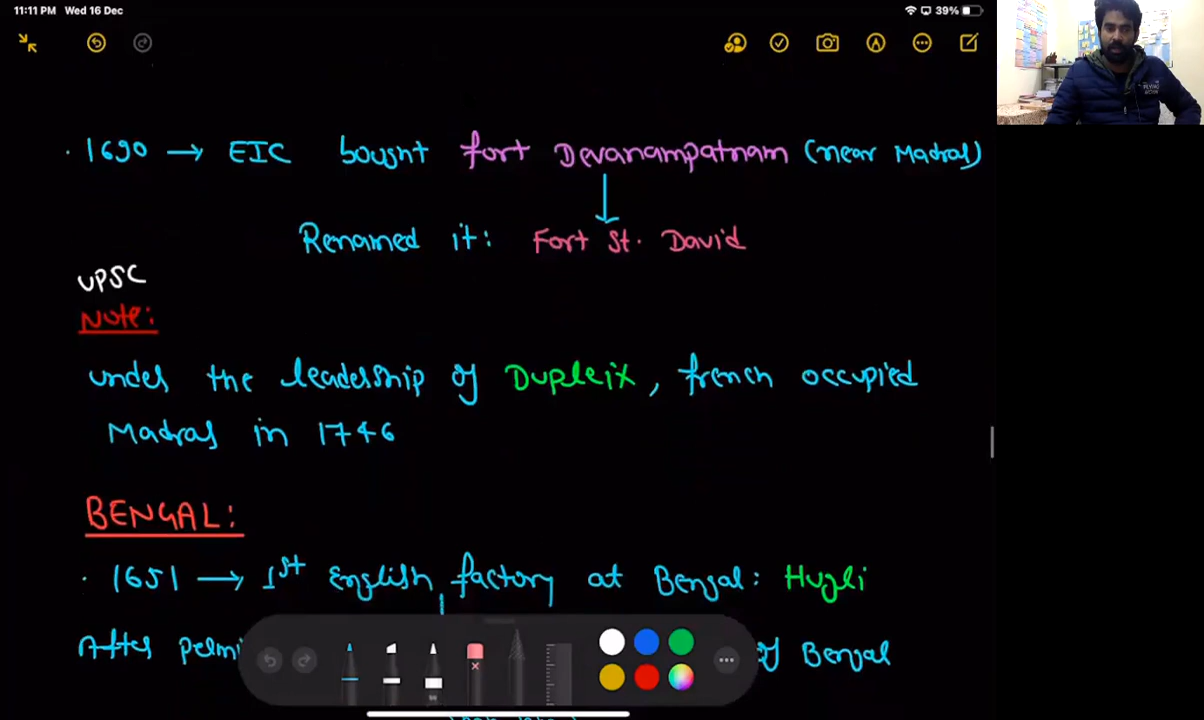 11:11 PM Wed 16 Dec
39%
· 1690 → EIC bought fort Devanampatnam (near Madras)
Renamed it: Fort St. David
UPSC
Note:
under the leadership of Dupleix, french occupied
Madras in 1746
BENGAL:
· 1651 → 1st English factory at Bengal: Hugli
After permi
of Bengal